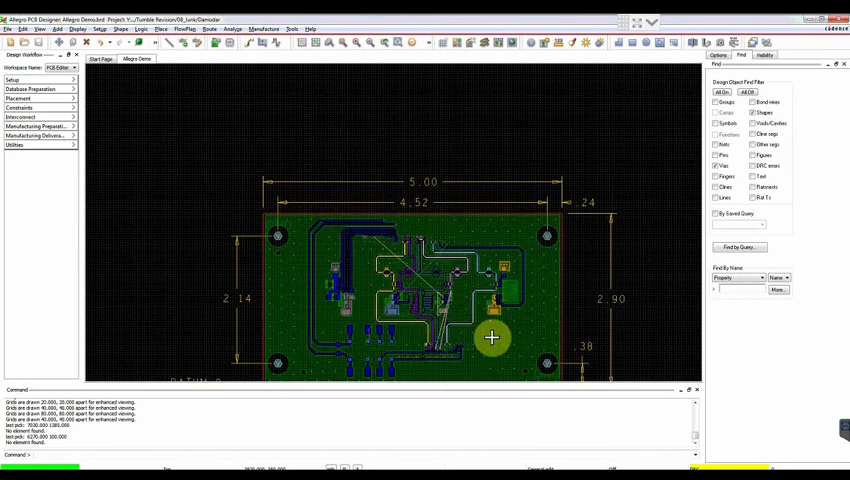 Allegro PCB Designer: Allegro Demo.brd Project: Y:../Tumble Revision/08_Junk/Damodar
File Edit View Add Display Setup Shape Logic Place FlowPlan Route Analyze Manufacture Tools Help
cadence
Design Workflow
Start Page Allegro Demo
Workspace Name: PCB Editor
Setup
Database Preparation
Placement
Constraints
Interconnect
Manufacturing Preparati...
Manufacturing Delivera...
Utilities
5.00
4.52
.24
2.14
2.90
.38
Options Find Visibility
Find
Design Object Find Filter
All On All Off
Groups Bond wires
Comps Shapes
Symbols Voids/Cavities
Functions Cline segs
Nets Other segs
Pins Figures
Vias DRC errors
Fingers Text
Clines Ratsnests
Lines Rat Ts
By Saved Query
Find by Query...
Find By Name
Property Name
> More...
Command
Grids are drawn 20.000, 20.000 apart for enhanced viewing.
Grids are drawn 40.000, 40.000 apart for enhanced viewing.
Grids are drawn 80.000, 80.000 apart for enhanced viewing.
Grids are drawn 40.000, 40.000 apart for enhanced viewing.
last pick: 7030.000 1385.000
No element found.
last pick: 6270.000 100.000
No element found.
Command >
Top
General edit
Off
DRC